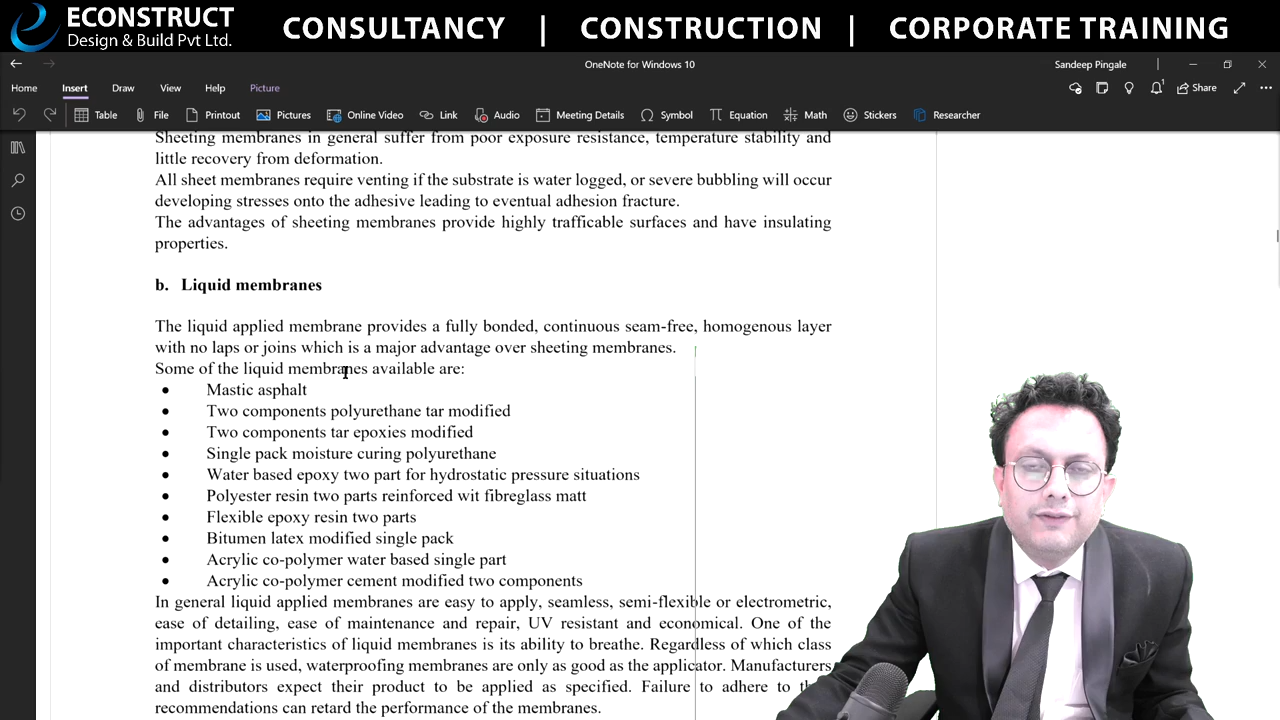 ECONSTRUCT
Design & Build Pvt Ltd.
CONSULTANCY | CONSTRUCTION | CORPORATE TRAINING
OneNote for Windows 10
Sandeep Pingale
Home Insert Draw View Help Picture
1 Share
Table File Printout Pictures Online Video Link Audio Meeting Details Symbol Equation Math Stickers Researcher
Sheeting membranes in general suffer from poor exposure resistance, temperature stability and
little recovery from deformation.
All sheet membranes require venting if the substrate is water logged, or severe bubbling will occur
developing stresses onto the adhesive leading to eventual adhesion fracture.
The advantages of sheeting membranes provide highly trafficable surfaces and have insulating
properties.
b. Liquid membranes
The liquid applied membrane provides a fully bonded, continuous seam-free, homogenous layer
with no laps or joins which is a major advantage over sheeting membranes.
Some of the liquid membranes available are:
● Mastic asphalt
● Two components polyurethane tar modified
● Two components tar epoxies modified
● Single pack moisture curing polyurethane
● Water based epoxy two part for hydrostatic pressure situations
● Polyester resin two parts reinforced wit fibreglass matt
● Flexible epoxy resin two parts
● Bitumen latex modified single pack
● Acrylic co-polymer water based single part
● Acrylic co-polymer cement modified two components
In general liquid applied membranes are easy to apply, seamless, semi-flexible or electrometric,
ease of detailing, ease of maintenance and repair, UV resistant and economical. One of the
important characteristics of liquid membranes is its ability to breathe. Regardless of which class
of membrane is used, waterproofing membranes are only as good as the applicator. Manufacturers
and distributors expect their product to be applied as specified. Failure to adhere to
recommendations can retard the performance of the membranes.